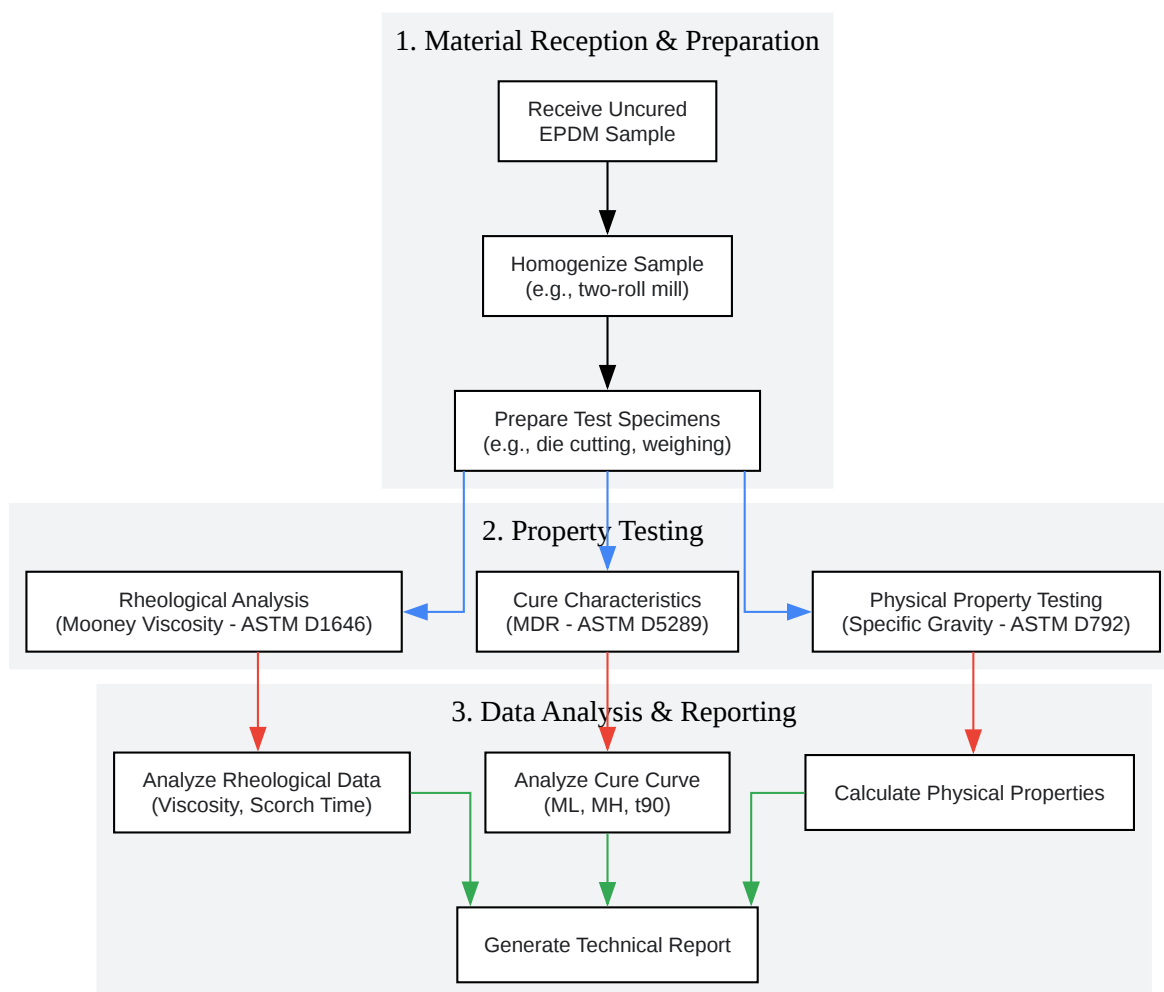 1. Material Reception & Preparation
Receive Uncured
EPDM Sample
Homogenize Sample
(e.g., two-roll mill)
Prepare Test Specimens
(e.g., die cutting, weighing)
2. Property Testing
Rheological Analysis
(Mooney Viscosity - ASTM D1646)
Cure Characteristics
(MDR - ASTM D5289)
Physical Property Testing
(Specific Gravity - ASTM D792)
3. Data Analysis & Reporting
Analyze Rheological Data
(Viscosity, Scorch Time)
Analyze Cure Curve
(ML, MH, t90)
Calculate Physical Properties
Generate Technical Report